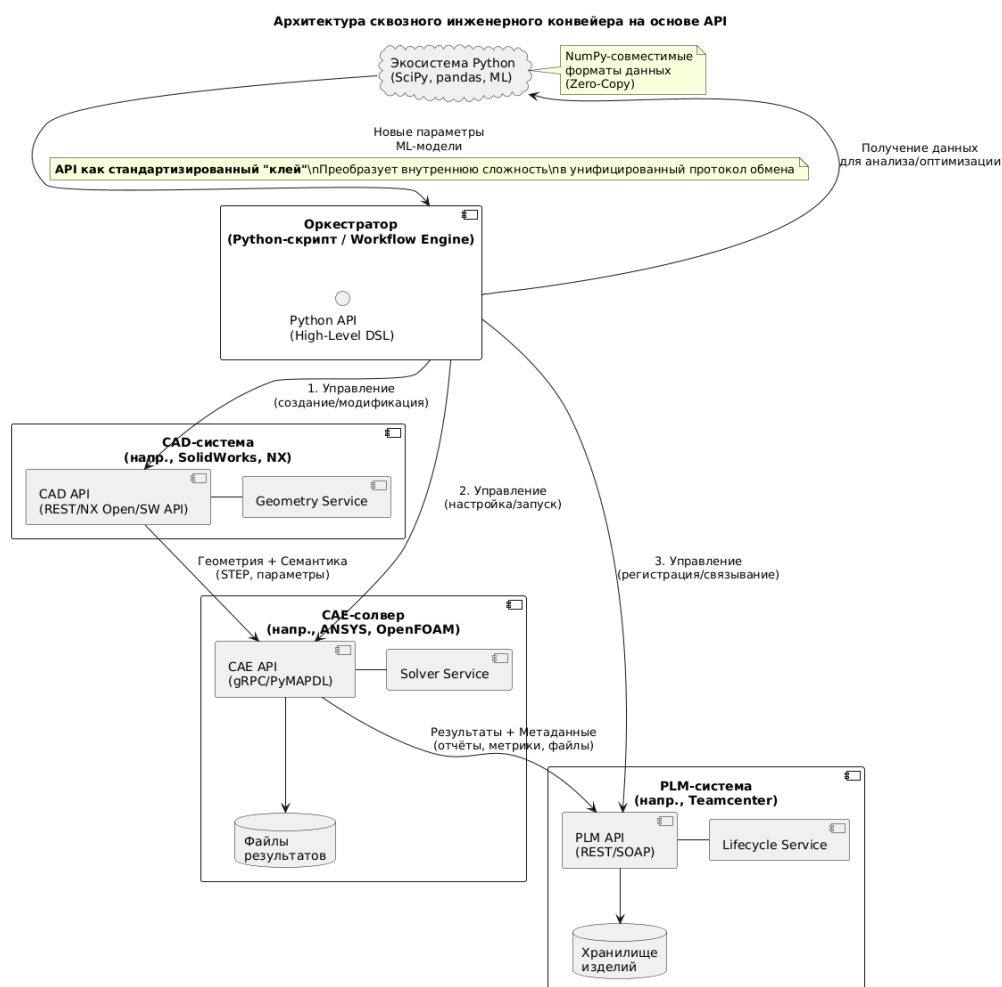 Архитектура сквозного инженерного конвейера на основе API
Экосистема Python
(SciPy, pandas, ML)
NumPy-совместимые
форматы данных
(Zero-Copy)
Новые параметры
ML-модели
Получение данных
для анализа/оптимизации
API как стандартизированный "клей"\nПреобразует внутреннюю сложность\nв унифицированный протокол обмена
Оркестратор
(Python-скрипт / Workflow Engine)
Python API
(High-Level DSL)
1. Управление
(создание/модификация)
CAD-система
(напр., SolidWorks, NX)
CAD API
(REST/NX Open/SW API)
Geometry Service
2. Управление
(настройка/запуск)
3. Управление
(регистрация/связывание)
Геометрия + Семантика
(STEP, параметры)
CAE-солвер
(напр., ANSYS, OpenFOAM)
CAE API
(gRPC/PyMAPDL)
Solver Service
Результаты + Метаданные
(отчёты, метрики, файлы)
Файлы
результатов
PLM-система
(напр., Teamcenter)
PLM API
(REST/SOAP)
Lifecycle Service
Хранилище
изделий